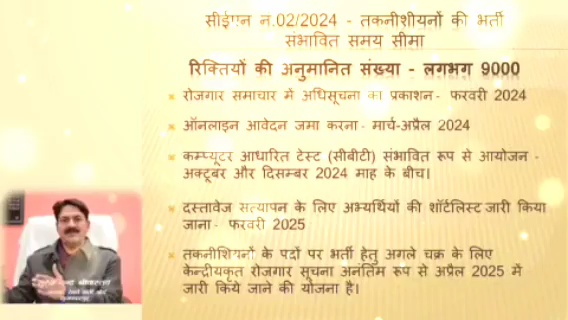 सीईएन न.02/2024 - तकनीशीयनों की भर्ती
संभावित समय सीमा
रिक्तियों की अनुमानित संख्या - लगभग 9000
रोजगार समाचार में अधिसूचना का प्रकाशन - फरवरी 2024
ऑनलाइन आवेदन जमा करना - मार्च-अप्रैल 2024
कम्प्यूटर आधारित टेस्ट (सीबीटी) संभावित रूप से आयोजन -
अक्टूबर और दिसम्बर 2024 माह के बीच।
दस्तावेज सत्यापन के लिए अभ्यर्थियों की शॉर्टलिस्ट जारी किया
जाना - फरवरी 2025
तकनीशियनों के पदों पर भर्ती हेतु अगले चक्र के लिए
केन्द्रीयकृत रोजगार सूचना अनंतिम रूप से अप्रैल 2025 में
जारी किये जाने की योजना है।